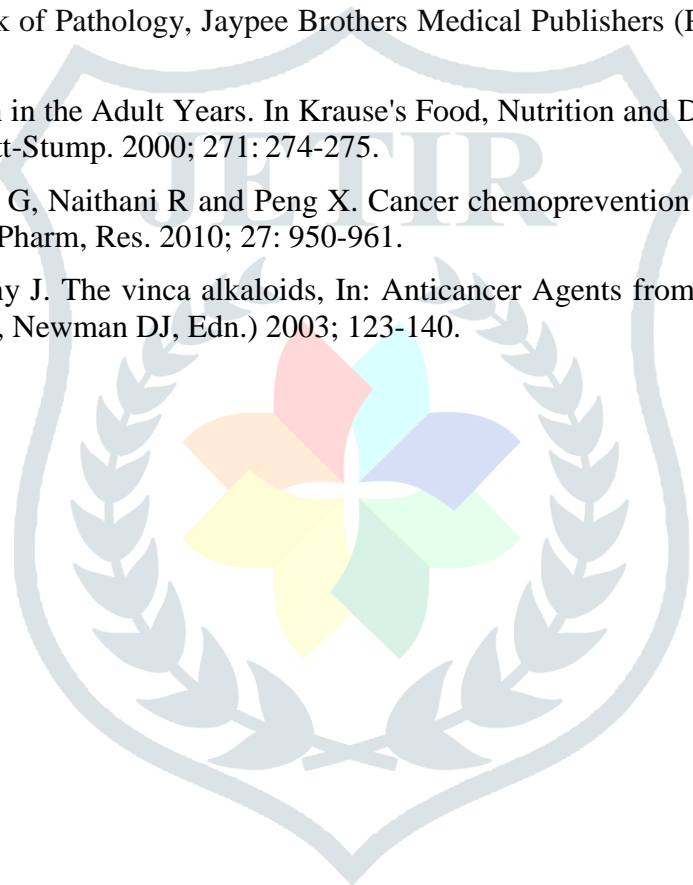 k of Pathology, Jaypee Brothers Medical Publishers (
n in the Adult Years. In Krause's Food, Nutrition and D
tt-Stump. 2000; 271: 274-275.
G, Naithani R and Peng X. Cancer chemoprevention
Pharm, Res. 2010; 27: 950-961.
ny J. The vinca alkaloids, In: Anticancer Agents from
, Newman DJ, Edn.) 2003; 123-140.
JETIR